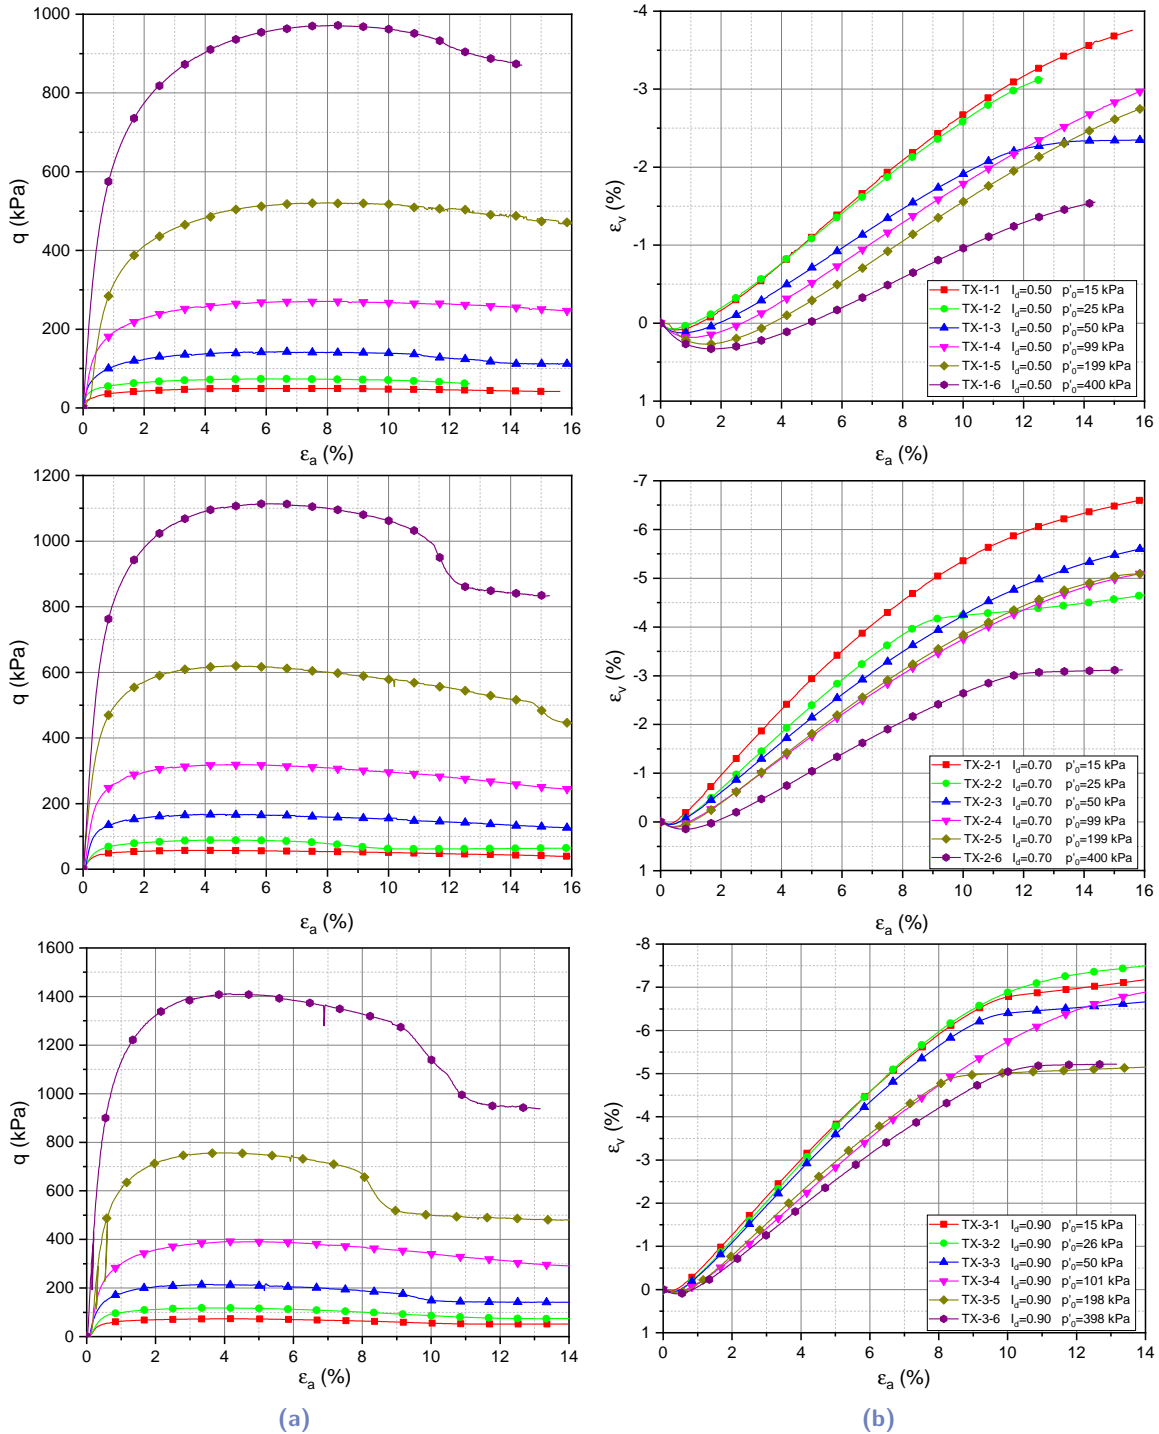 1000
800
600
400
200
0
q (kPa)
0 2 4 6 8 10 12 14 16
εa (%)
-4
-3
-2
-1
0
1
εv (%)
TX-1-1 Id=0.50 p'0=15 kPa
TX-1-2 Id=0.50 p'0=25 kPa
TX-1-3 Id=0.50 p'0=50 kPa
TX-1-4 Id=0.50 p'0=99 kPa
TX-1-5 Id=0.50 p'0=199 kPa
TX-1-6 Id=0.50 p'0=400 kPa
0 2 4 6 8 10 12 14 16
εa (%)
1200
1000
800
600
400
200
0
q (kPa)
0 2 4 6 8 10 12 14 16
εa (%)
-7
-6
-5
-4
-3
-2
-1
0
1
εv (%)
TX-2-1 Id=0.70 p'0=15 kPa
TX-2-2 Id=0.70 p'0=25 kPa
TX-2-3 Id=0.70 p'0=50 kPa
TX-2-4 Id=0.70 p'0=99 kPa
TX-2-5 Id=0.70 p'0=199 kPa
TX-2-6 Id=0.70 p'0=400 kPa
0 2 4 6 8 10 12 14 16
εa (%)
1600
1400
1200
1000
800
600
400
200
0
q (kPa)
0 2 4 6 8 10 12 14
εa (%)
-8
-7
-6
-5
-4
-3
-2
-1
0
1
εv (%)
TX-3-1 Id=0.90 p'0=15 kPa
TX-3-2 Id=0.90 p'0=26 kPa
TX-3-3 Id=0.90 p'0=50 kPa
TX-3-4 Id=0.90 p'0=101 kPa
TX-3-5 Id=0.90 p'0=198 kPa
TX-3-6 Id=0.90 p'0=398 kPa
0 2 4 6 8 10 12 14
εa (%)
(a)
(b)